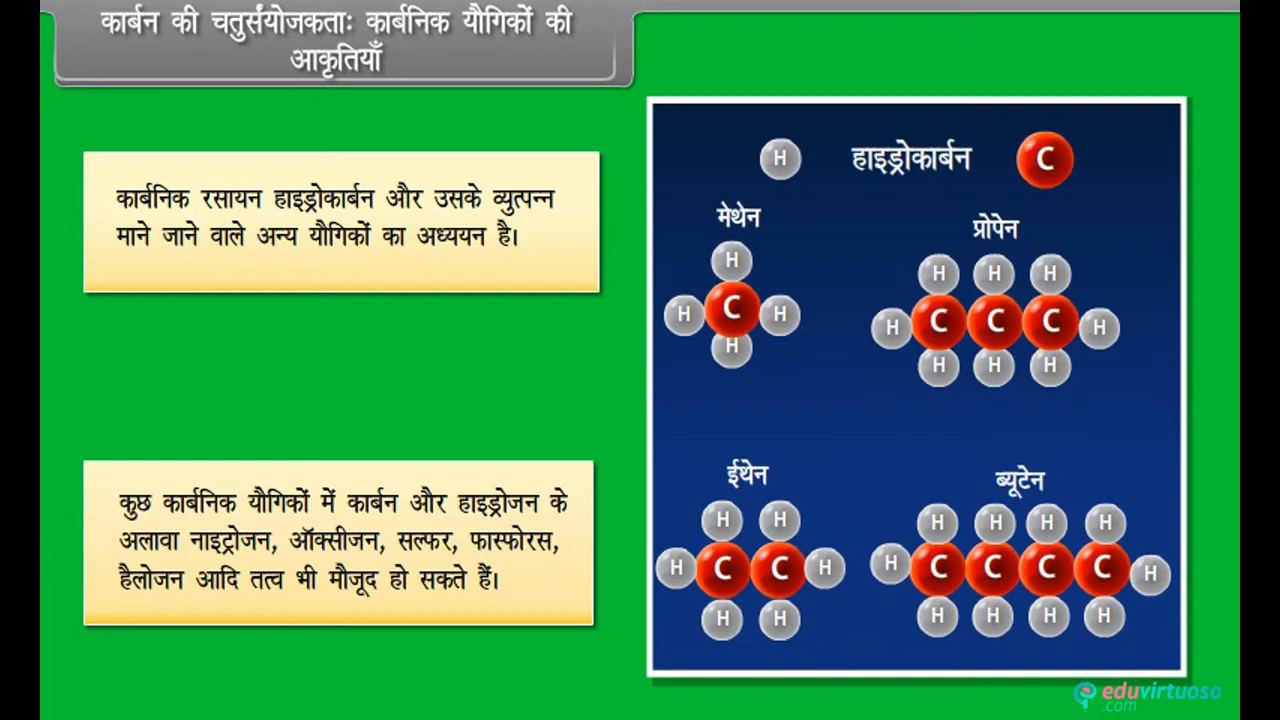 कार्बन की चतुर्संयोजकताः कार्बनिक यौगिकों की
आकृतियाँ
कार्बनिक रसायन हाइड्रोकार्बन और उसके व्युत्पन्न
माने जाने वाले अन्य यौगिकों का अध्ययन है।
कुछ कार्बनिक यौगिकों में कार्बन और हाइड्रोजन के
अलावा नाइट्रोजन, ऑक्सीजन, सल्फर, फास्फोरस,
हैलोजन आदि तत्व भी मौजूद हो सकते हैं।
H हाइड्रोकार्बन C
मेथेन
H
H C H
H
प्रोपेन
H H H
H C C C H
H H H
ईथेन
H H
H C C H
H H
ब्यूटेन
H H H H
H C C C C H
H H H H
eduvirtuoso
.com